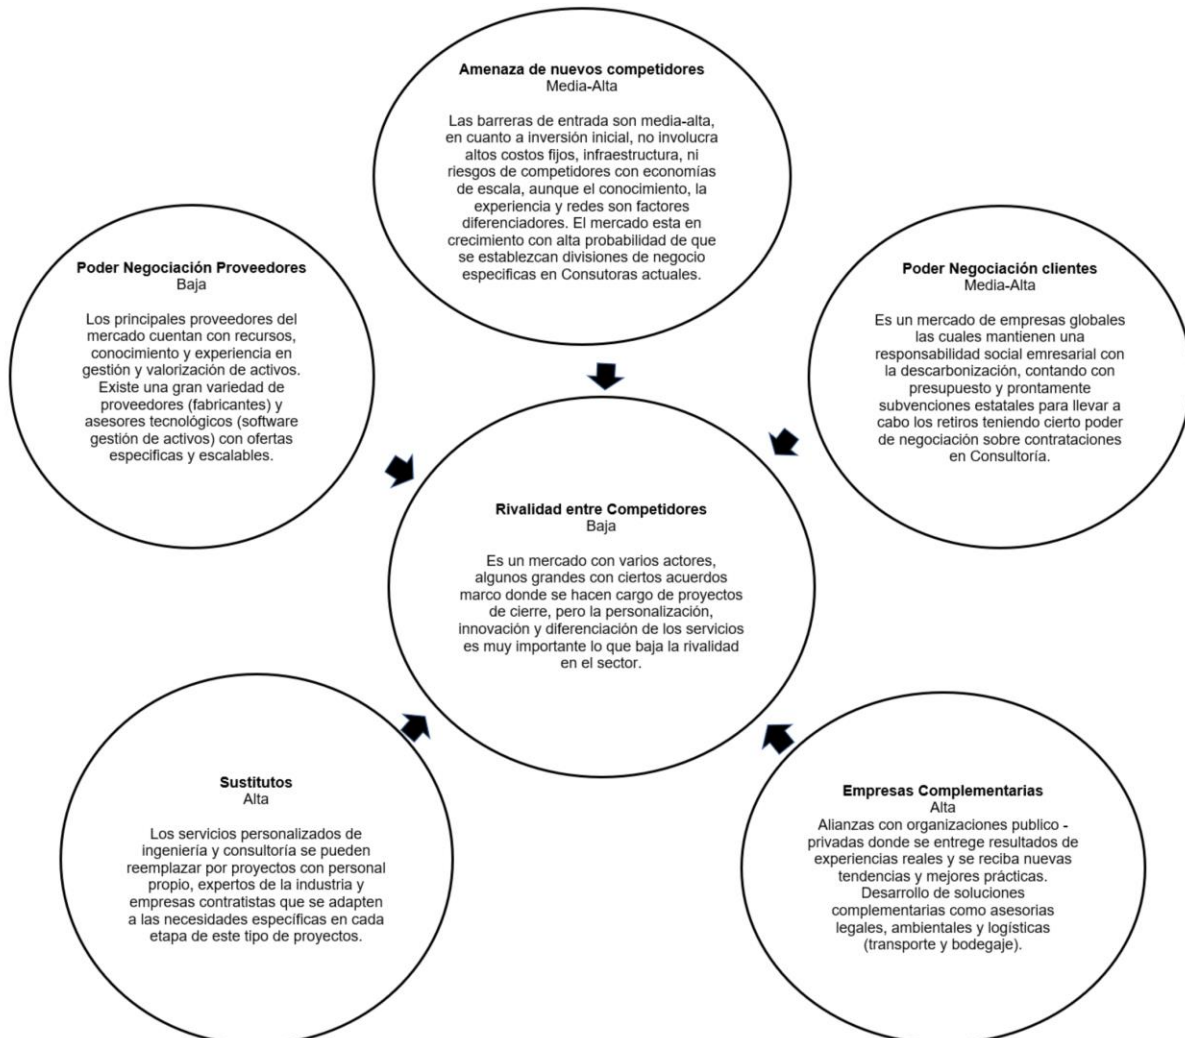 Amenaza de nuevos competidores
Media-Alta
Las barreras de entrada son media-alta,
en cuanto a inversión inicial, no involucra
altos costos fijos, infraestructura, ni
riesgos de competidores con economías
de escala, aunque el conocimiento, la
experiencia y redes son factores
diferenciadores. El mercado esta en
crecimiento con alta probabilidad de que
se establezcan divisiones de negocio
especificas en Consutoras actuales.
Poder Negociación Proveedores
Baja
Los principales proveedores del
mercado cuentan con recursos,
conocimiento y experiencia en
gestión y valorización de activos.
Existe una gran variedad de
proveedores (fabricantes) y
asesores tecnológicos (software
gestión de activos) con ofertas
especificas y escalables.
Poder Negociación clientes
Media-Alta
Es un mercado de empresas globales
las cuales mantienen una
responsabilidad social emresarial con
la descarbonización, contando con
presupuesto y prontamente
subvenciones estatales para llevar a
cabo los retiros teniendo cierto poder
de negociación sobre contrataciones
en Consultoría.
Rivalidad entre Competidores
Baja
Es un mercado con varios actores,
algunos grandes con ciertos acuerdos
marco donde se hacen cargo de proyectos
de cierre, pero la personalización,
innovación y diferenciación de los servicios
es muy importante lo que baja la rivalidad
en el sector.
Sustitutos
Alta
Los servicios personalizados de
ingeniería y consultoría se pueden
reemplazar por proyectos con personal
propio, expertos de la industria y
empresas contratistas que se adapten
a las necesidades específicas en cada
etapa de este tipo de proyectos.
Empresas Complementarias
Alta
Alianzas con organizaciones publico -
privadas donde se entrege resultados de
experiencias reales y se reciba nuevas
tendencias y mejores prácticas.
Desarrollo de soluciones
complementarias como asesorias
legales, ambientales y logísticas
(transporte y bodegaje).